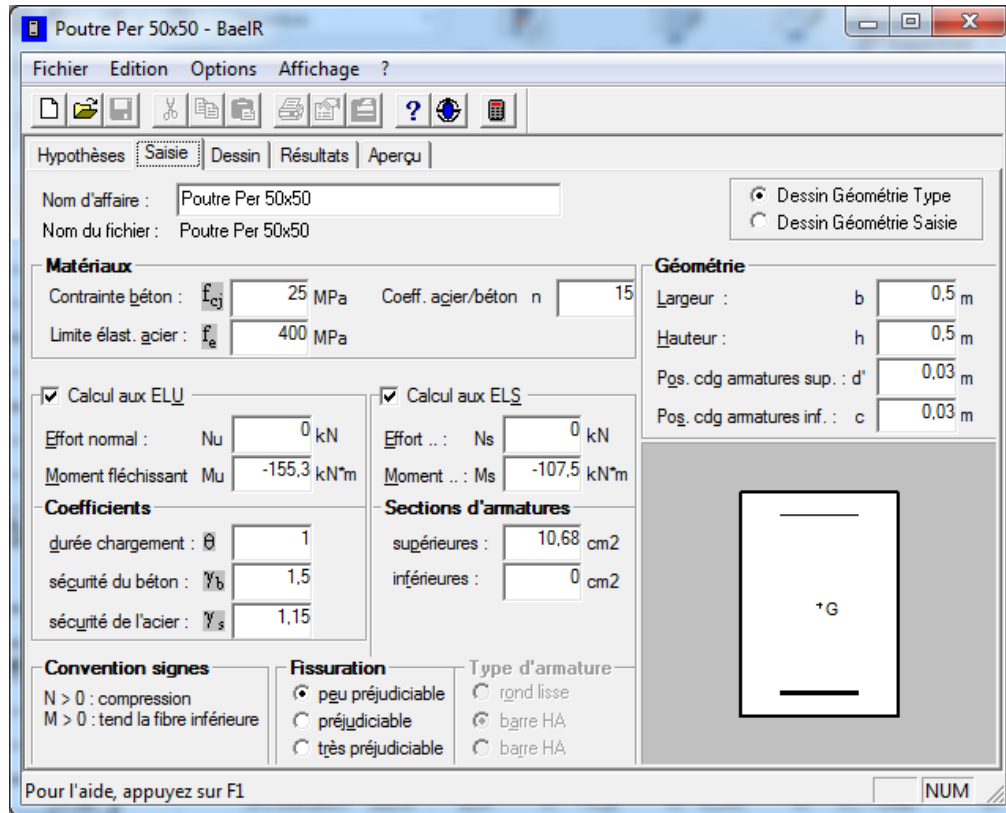 Poutre Per 50x50 - BaelR
Fichier Edition Options Affichage ?
Hypothèses Saisie Dessin Résultats Aperçu
Nom d'affaire : Poutre Per 50x50
Nom du fichier : Poutre Per 50x50
Dessin Géométrie Type
Dessin Géométrie Saisie
Matériaux
Contrainte béton : fcj 25 MPa Coeff. acier/béton n 15
Limite élast. acier : fe 400 MPa
Géométrie
Largeur : b 0,5 m
Hauteur : h 0,5 m
Pos. cdg armatures sup. : d' 0,03 m
Pos. cdg armatures inf. : c 0,03 m
Calcul aux ELU
Effort normal : Nu 0 kN
Moment fléchissant Mu -155,3 kN*m
Calcul aux ELS
Effort .. : Ns 0 kN
Moment .. : Ms -107,5 kN*m
Coefficients
durée chargement : θ 1
sécurité du béton : γb 1,5
sécurité de l'acier : γs 1,15
Sections d'armatures
supérieures : 10,68 cm2
inférieures : 0 cm2
+G
Convention signes
N > 0 : compression
M > 0 : tend la fibre inférieure
Fissuration
peu préjudiciable
préjudiciable
très préjudiciable
Type d'armature
rond lisse
barre HA
barre HA
Pour l'aide, appuyez sur F1 NUM